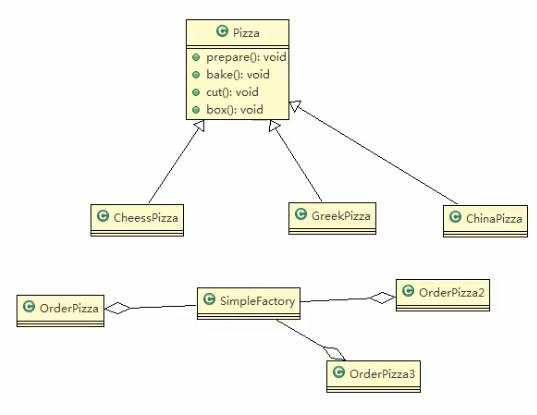 Pizza
prepare(): void
bake(): void
cut(): void
box(): void
CheessPizza
GreekPizza
ChinaPizza
OrderPizza
SimpleFactory
OrderPizza2
OrderPizza3